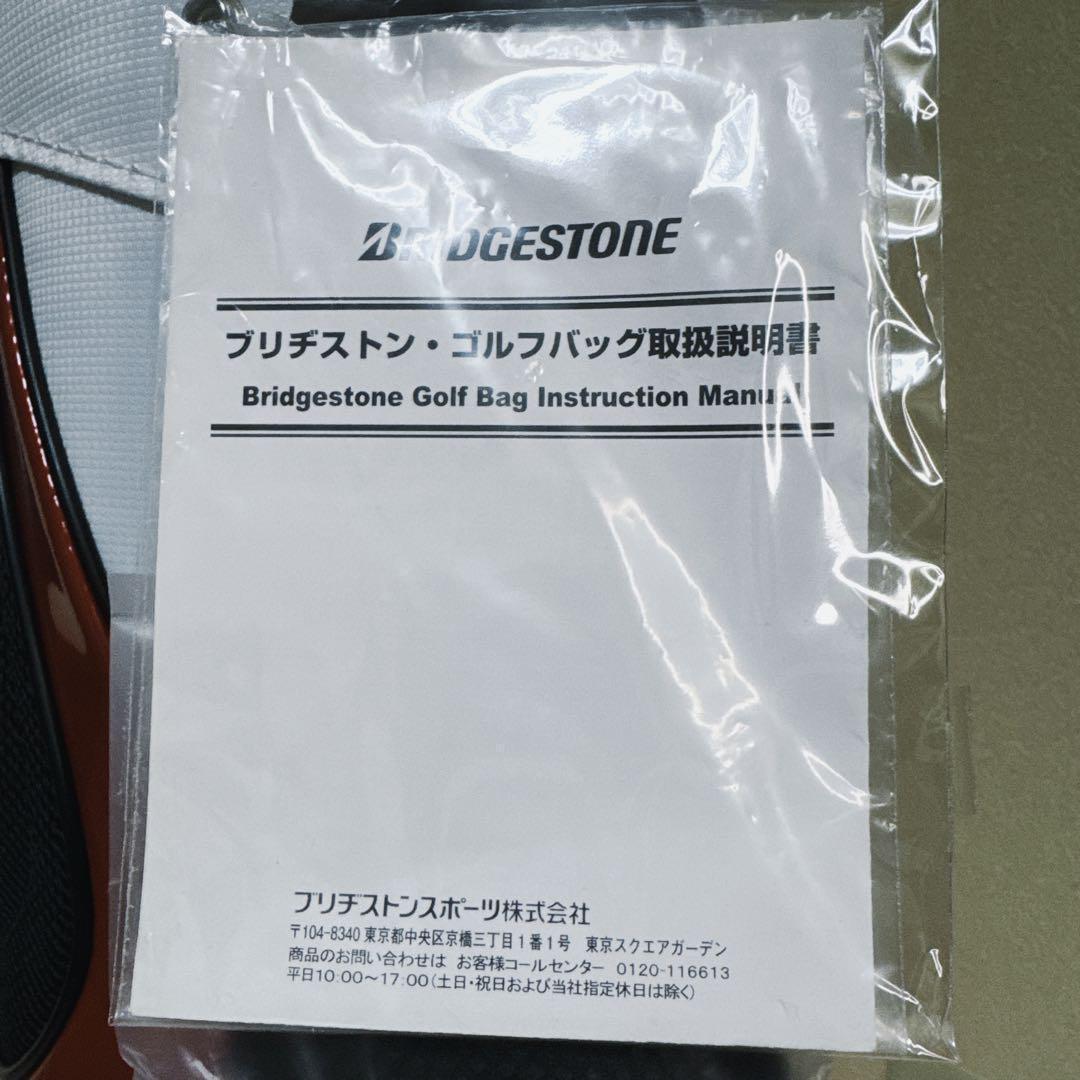 BRIDGESTONE
ブリヂストン・ゴルフバッグ取扱説明書
Bridgestone Golf Bag Instruction Manual
ブリヂストンスポーツ株式会社
〒104-8340 東京都中央区京橋三丁目1番1号 東京スクエアガーデン
商品のお問い合わせは お客様コールセンター 0120-116613
平日10:00～17:00(土日・祝日および当社指定休日は除く)